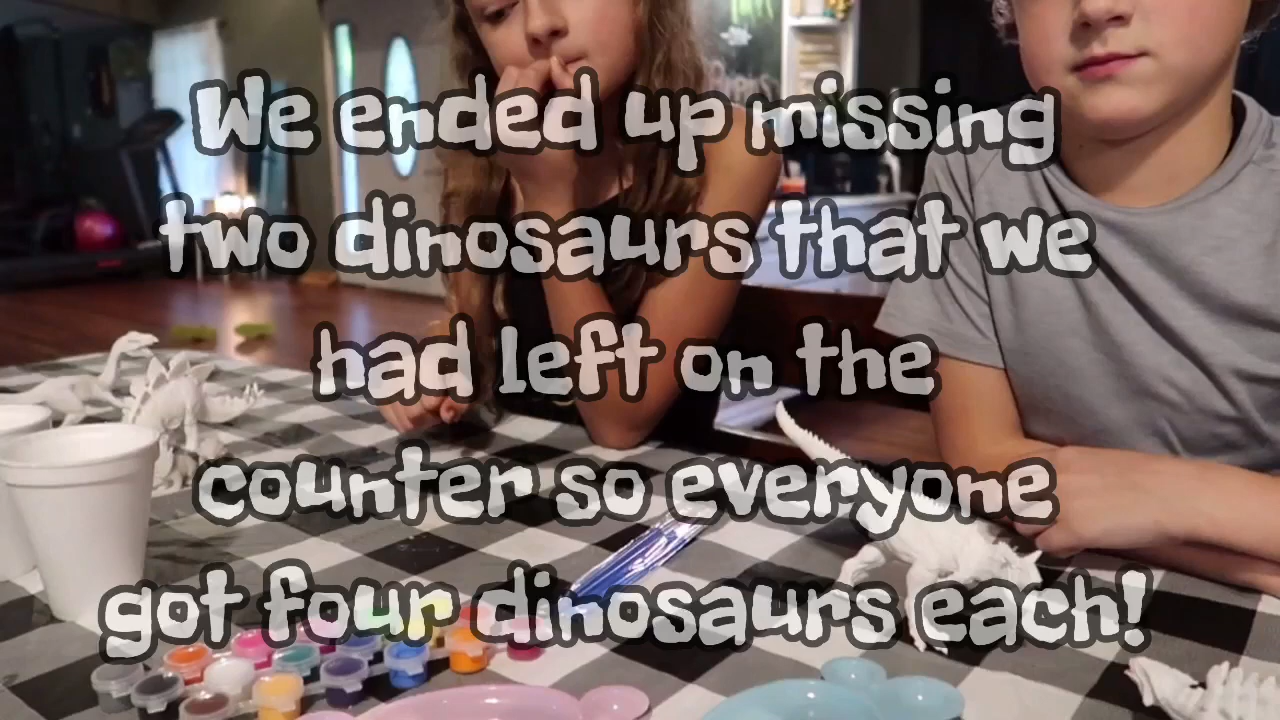 We ended up missing
two dinosaurs that we
had left on the
counter so everyone
got four dinosaurs each!